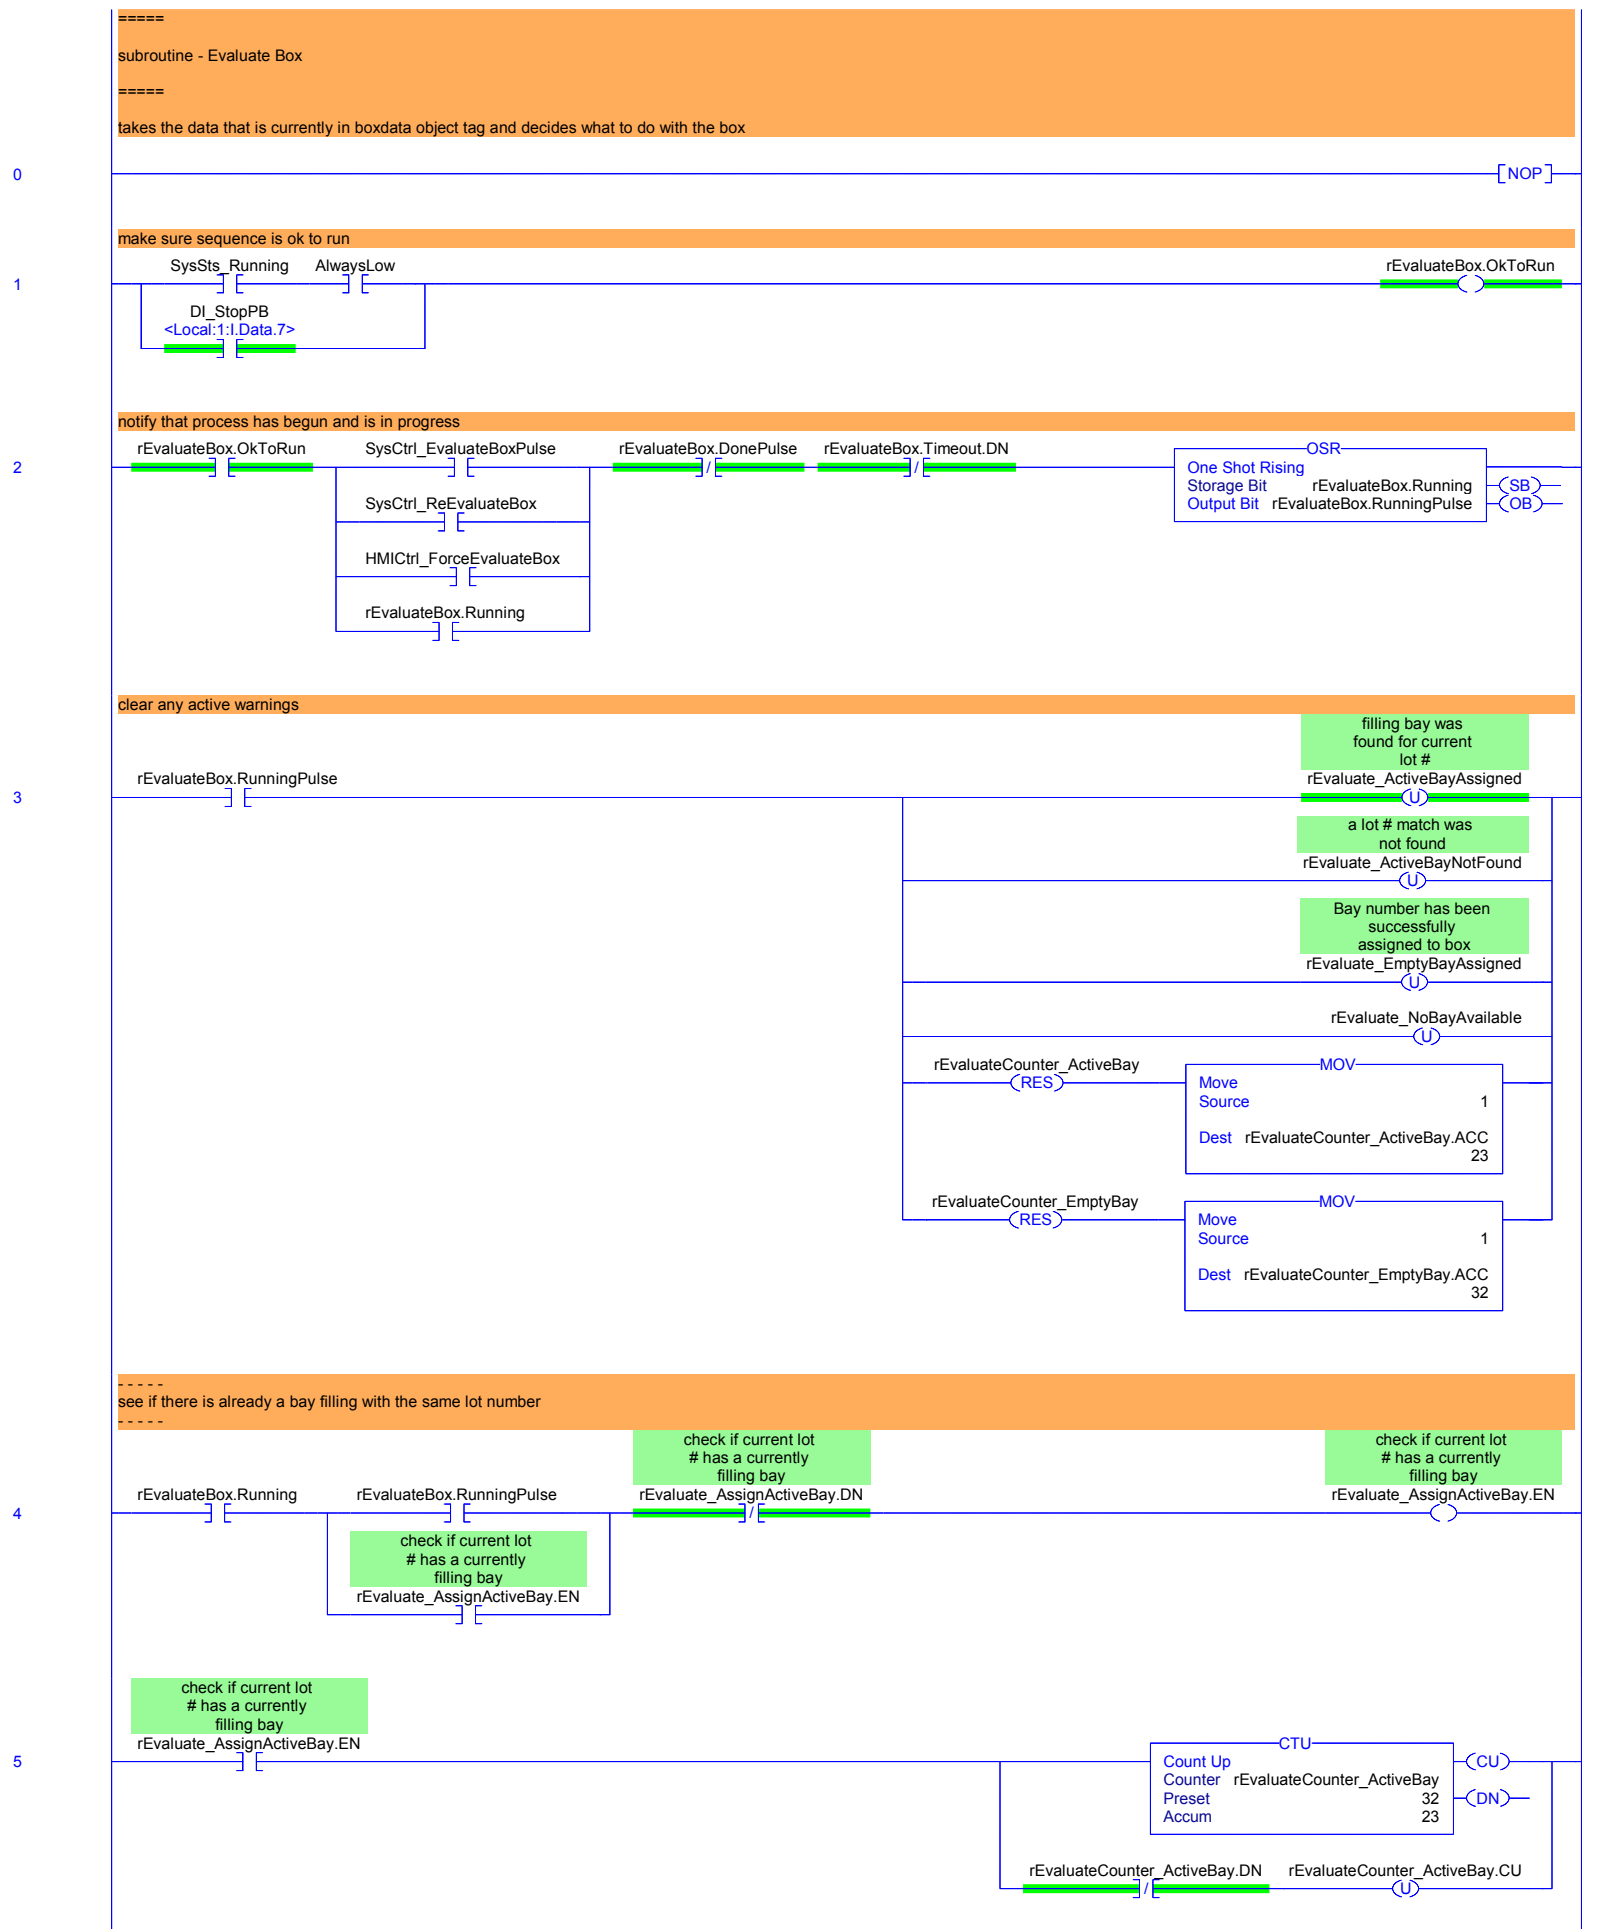 =====
subroutine - Evaluate Box
=====
takes the data that is currently in boxdata object tag and decides what to do with the box
0
NOP
make sure sequence is ok to run
SysSts_Running AlwaysLow rEvaluateBox.OkToRun
1
DI_StopPB
<Local:1:I.Data.7>
notify that process has begun and is in progress
rEvaluateBox.OkToRun SysCtrl_EvaluateBoxPulse rEvaluateBox.DonePulse rEvaluateBox.Timeout.DN OSR
2
/ /
One Shot Rising
Storage Bit rEvaluateBox.Running SB
Output Bit rEvaluateBox.RunningPulse OB
SysCtrl_ReEvaluateBox
HMICtrl_ForceEvaluateBox
rEvaluateBox.Running
clear any active warnings
filling bay was
found for current
lot #
rEvaluateBox.RunningPulse rEvaluate_ActiveBayAssigned
3
U
a lot # match was
not found
rEvaluate_ActiveBayNotFound
U
Bay number has been
successfully
assigned to box
rEvaluate_EmptyBayAssigned
U
rEvaluate_NoBayAvailable
U
rEvaluateCounter_ActiveBay MOV
RES Move
Source 1
Dest rEvaluateCounter_ActiveBay.ACC
23
rEvaluateCounter_EmptyBay MOV
RES Move
Source 1
Dest rEvaluateCounter_EmptyBay.ACC
32
- - - - -
see if there is already a bay filling with the same lot number
- - - - -
check if current lot
# has a currently
filling bay
check if current lot
# has a currently
filling bay
rEvaluateBox.Running rEvaluateBox.RunningPulse rEvaluate_AssignActiveBay.DN rEvaluate_AssignActiveBay.EN
4
/
check if current lot
# has a currently
filling bay
rEvaluate_AssignActiveBay.EN
check if current lot
# has a currently
filling bay
rEvaluate_AssignActiveBay.EN CTU
5
Count Up CU
Counter rEvaluateCounter_ActiveBay
Preset 32 DN
Accum 23
rEvaluateCounter_ActiveBay.DN rEvaluateCounter_ActiveBay.CU
/ U